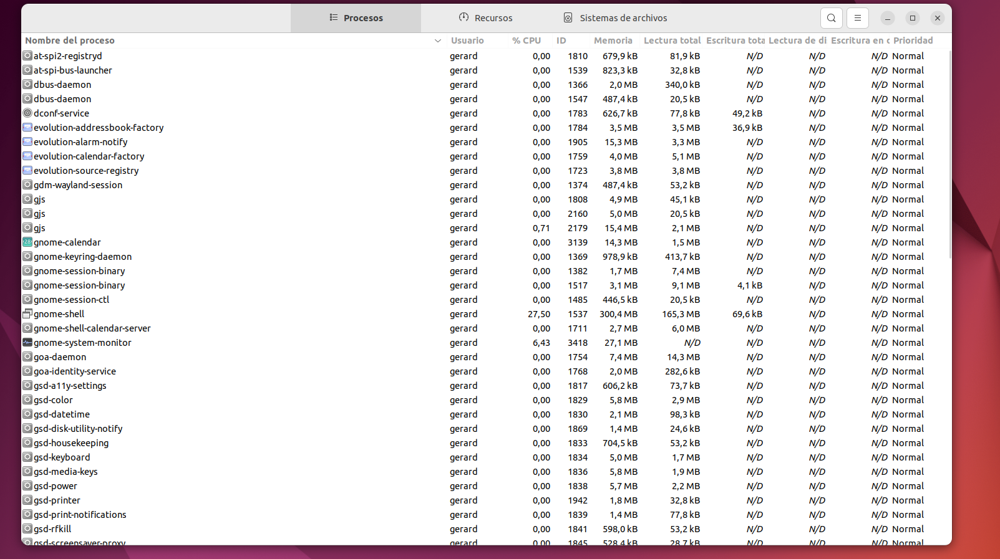 Procesos Recursos Sistemas de archivos
Nombre del proceso Usuario % CPU ID Memoria Lectura total Escritura tota Lectura de di Escritura en c Prioridad
at-spi2-registryd gerard 0,00 1810 679,9 kB 81,9 kB N/D N/D N/D Normal
at-spi-bus-launcher gerard 0,00 1539 823,3 kB 32,8 kB N/D N/D N/D Normal
dbus-daemon gerard 0,00 1366 2,0 MB 340,0 kB N/D N/D N/D Normal
dbus-daemon gerard 0,00 1547 487,4 kB 20,5 kB N/D N/D N/D Normal
dconf-service gerard 0,00 1783 626,7 kB 77,8 kB 49,2 kB N/D N/D Normal
evolution-addressbook-factory gerard 0,00 1784 3,5 MB 3,5 MB 36,9 kB N/D N/D Normal
evolution-alarm-notify gerard 0,00 1905 15,3 MB 3,3 MB N/D N/D N/D Normal
evolution-calendar-factory gerard 0,00 1759 4,0 MB 5,1 MB N/D N/D N/D Normal
evolution-source-registry gerard 0,00 1723 3,8 MB 3,8 MB N/D N/D N/D Normal
gdm-wayland-session gerard 0,00 1374 487,4 kB 53,2 kB N/D N/D N/D Normal
gjs gerard 0,00 1808 4,9 MB 45,1 kB N/D N/D N/D Normal
gjs gerard 0,00 2160 5,0 MB 20,5 kB N/D N/D N/D Normal
gjs gerard 0,71 2179 15,4 MB 2,1 MB N/D N/D N/D Normal
gnome-calendar gerard 0,00 3139 14,3 MB 1,5 MB N/D N/D N/D Normal
gnome-keyring-daemon gerard 0,00 1369 978,9 kB 413,7 kB N/D N/D N/D Normal
gnome-session-binary gerard 0,00 1382 1,7 MB 7,4 MB N/D N/D N/D Normal
gnome-session-binary gerard 0,00 1517 3,1 MB 9,1 MB 4,1 kB N/D N/D Normal
gnome-session-ctl gerard 0,00 1485 446,5 kB 20,5 kB N/D N/D N/D Normal
gnome-shell gerard 27,50 1537 300,4 MB 165,3 MB 69,6 kB N/D N/D Normal
gnome-shell-calendar-server gerard 0,00 1711 2,7 MB 6,0 MB N/D N/D N/D Normal
gnome-system-monitor gerard 6,43 3418 27,1 MB N/D N/D N/D N/D Normal
goa-daemon gerard 0,00 1754 7,4 MB 14,3 MB N/D N/D N/D Normal
goa-identity-service gerard 0,00 1768 2,0 MB 282,6 kB N/D N/D N/D Normal
gsd-a11y-settings gerard 0,00 1817 606,2 kB 73,7 kB N/D N/D N/D Normal
gsd-color gerard 0,00 1829 5,8 MB 2,9 MB N/D N/D N/D Normal
gsd-datetime gerard 0,00 1830 2,1 MB 98,3 kB N/D N/D N/D Normal
gsd-disk-utility-notify gerard 0,00 1869 1,4 MB 24,6 kB N/D N/D N/D Normal
gsd-housekeeping gerard 0,00 1833 704,5 kB 53,2 kB N/D N/D N/D Normal
gsd-keyboard gerard 0,00 1834 5,0 MB 1,7 MB N/D N/D N/D Normal
gsd-media-keys gerard 0,00 1836 5,8 MB 1,9 MB N/D N/D N/D Normal
gsd-power gerard 0,00 1838 5,7 MB 2,2 MB N/D N/D N/D Normal
gsd-printer gerard 0,00 1942 1,8 MB 32,8 kB N/D N/D N/D Normal
gsd-print-notifications gerard 0,00 1839 1,4 MB 77,8 kB N/D N/D N/D Normal
gsd-rfkill gerard 0,00 1841 598,0 kB 53,2 kB N/D N/D N/D Normal
gsd-screensaver-proxy gerard 0,00 1845 528,4 kB 28,7 kB N/D N/D N/D Normal